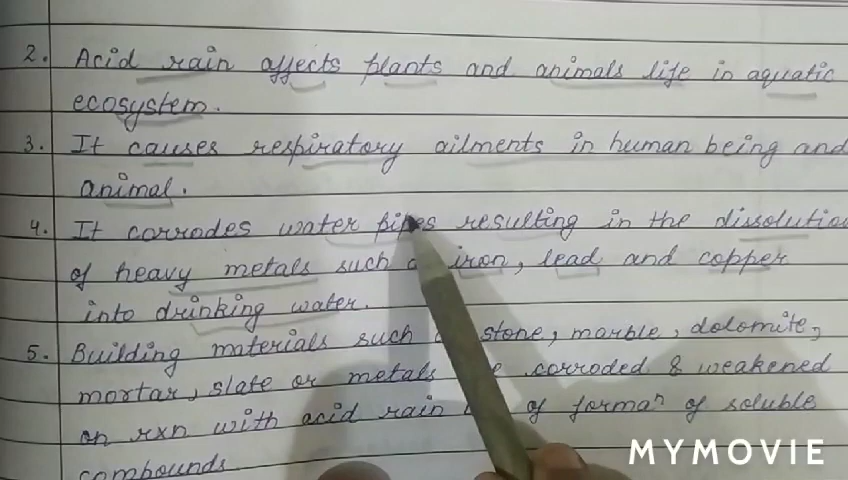 2. Acid rain affects plants and animals life in aquatic
ecosystem.
3. It causes respiratory ailments in human being and
animal.
4. It corrodes water pipes resulting in the dissolution
of heavy metals such iron, lead and copper
into drinking water.
5. Building materials such stone, marble, dolomite,
mortar, slate or metals corroded & weakened
on rxn with acid rain of forma^n of soluble
compounds.
MYMOVIE